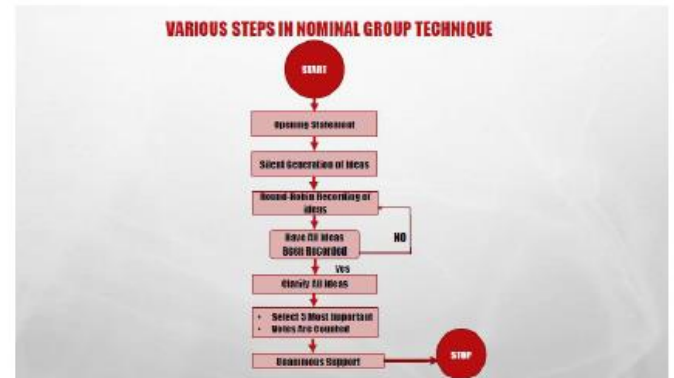 VARIOUS STEPS IN NOMINAL GROUP TECHNIQUE
START
Opening Statement
Silent Generation of Ideas
Round-Robin Recording of
Ideas
Have All Ideas
Been Recorded
NO
Yes
Clarify All Ideas
• Select 5 Most Important
• Votes Are Counted
Unanimous Support
STOP